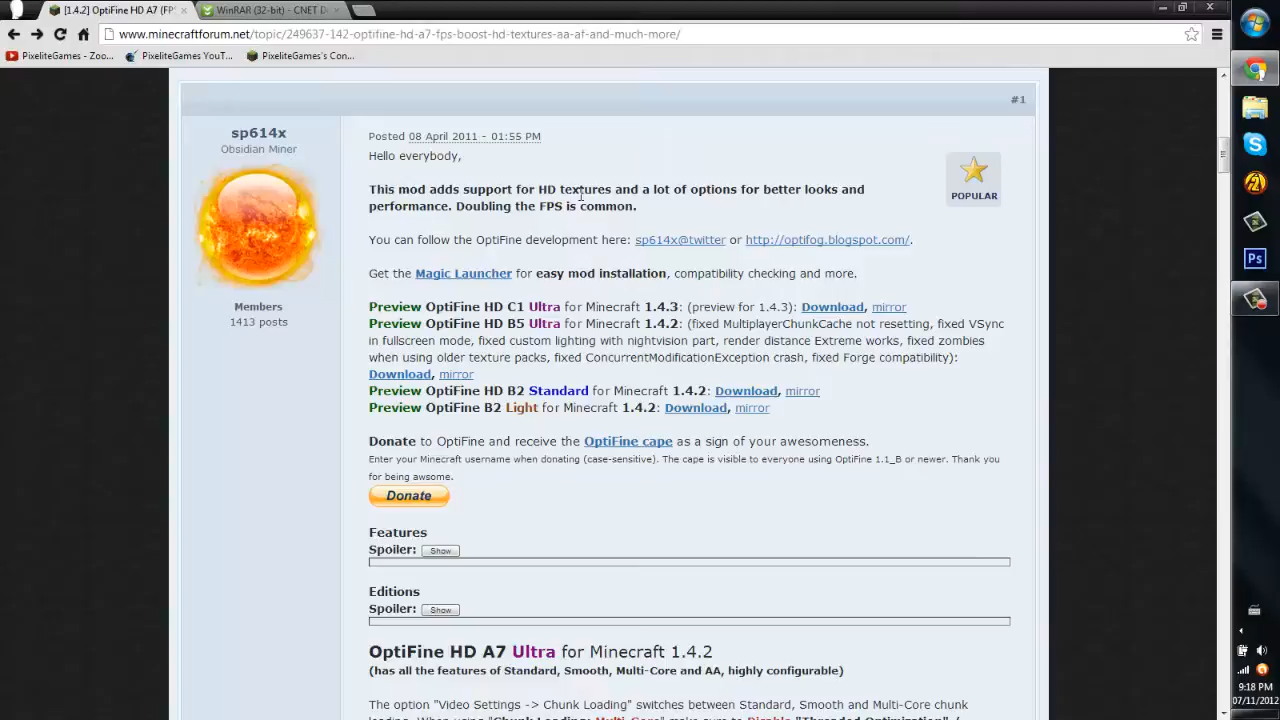 [1.4.2] OptiFine HD A7 (FP
WinRAR (32-bit) - CNET D
www.minecraftforum.net/topic/249637-142-optifine-hd-a7-fps-boost-hd-textures-aa-af-and-much-more/
PixeliteGames - Zoo...
PixeliteGames YouT...
PixeliteGames's Con...
#1
sp614x
Obsidian Miner
Members
1413 posts
Posted 08 April 2011 - 01:55 PM
Hello everybody,
POPULAR
This mod adds support for HD textures and a lot of options for better looks and
performance. Doubling the FPS is common.
You can follow the OptiFine development here: sp614x@twitter or http://optifog.blogspot.com/.
Get the Magic Launcher for easy mod installation, compatibility checking and more.
Preview OptiFine HD C1 Ultra for Minecraft 1.4.3: (preview for 1.4.3): Download, mirror
Preview OptiFine HD B5 Ultra for Minecraft 1.4.2: (fixed MultiplayerChunkCache not resetting, fixed VSync
in fullscreen mode, fixed custom lighting with nightvision part, render distance Extreme works, fixed zombies
when using older texture packs, fixed ConcurrentModificationException crash, fixed Forge compatibility):
Download, mirror
Preview OptiFine HD B2 Standard for Minecraft 1.4.2: Download, mirror
Preview OptiFine B2 Light for Minecraft 1.4.2: Download, mirror
Donate to OptiFine and receive the OptiFine cape as a sign of your awesomeness.
Enter your Minecraft username when donating (case-sensitive). The cape is visible to everyone using OptiFine 1.1_B or newer. Thank you
for being awsome.
Donate
Features
Spoiler: Show
Editions
Spoiler: Show
OptiFine HD A7 Ultra for Minecraft 1.4.2
(has all the features of Standard, Smooth, Multi-Core and AA, highly configurable)
The option "Video Settings - Chunk Loading" switches between Standard, Smooth and Multi-Core chunk
loading. When using "Chunk Loading: Multi-Core" make sure to Disable "Threaded Optimization" /
Ps
9:18 PM
07/11/2012